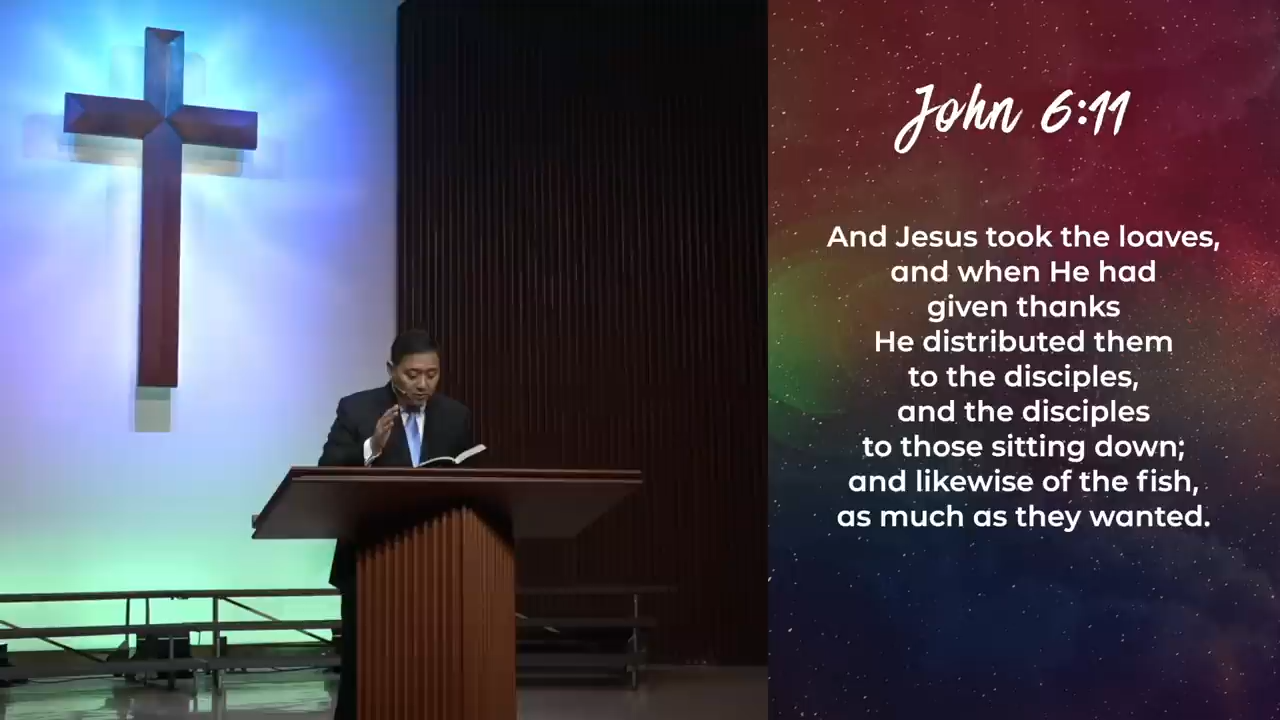 John 6:11
And Jesus took the loaves,
and when He had
given thanks
He distributed them
to the disciples,
and the disciples
to those sitting down;
and likewise of the fish,
as much as they wanted.